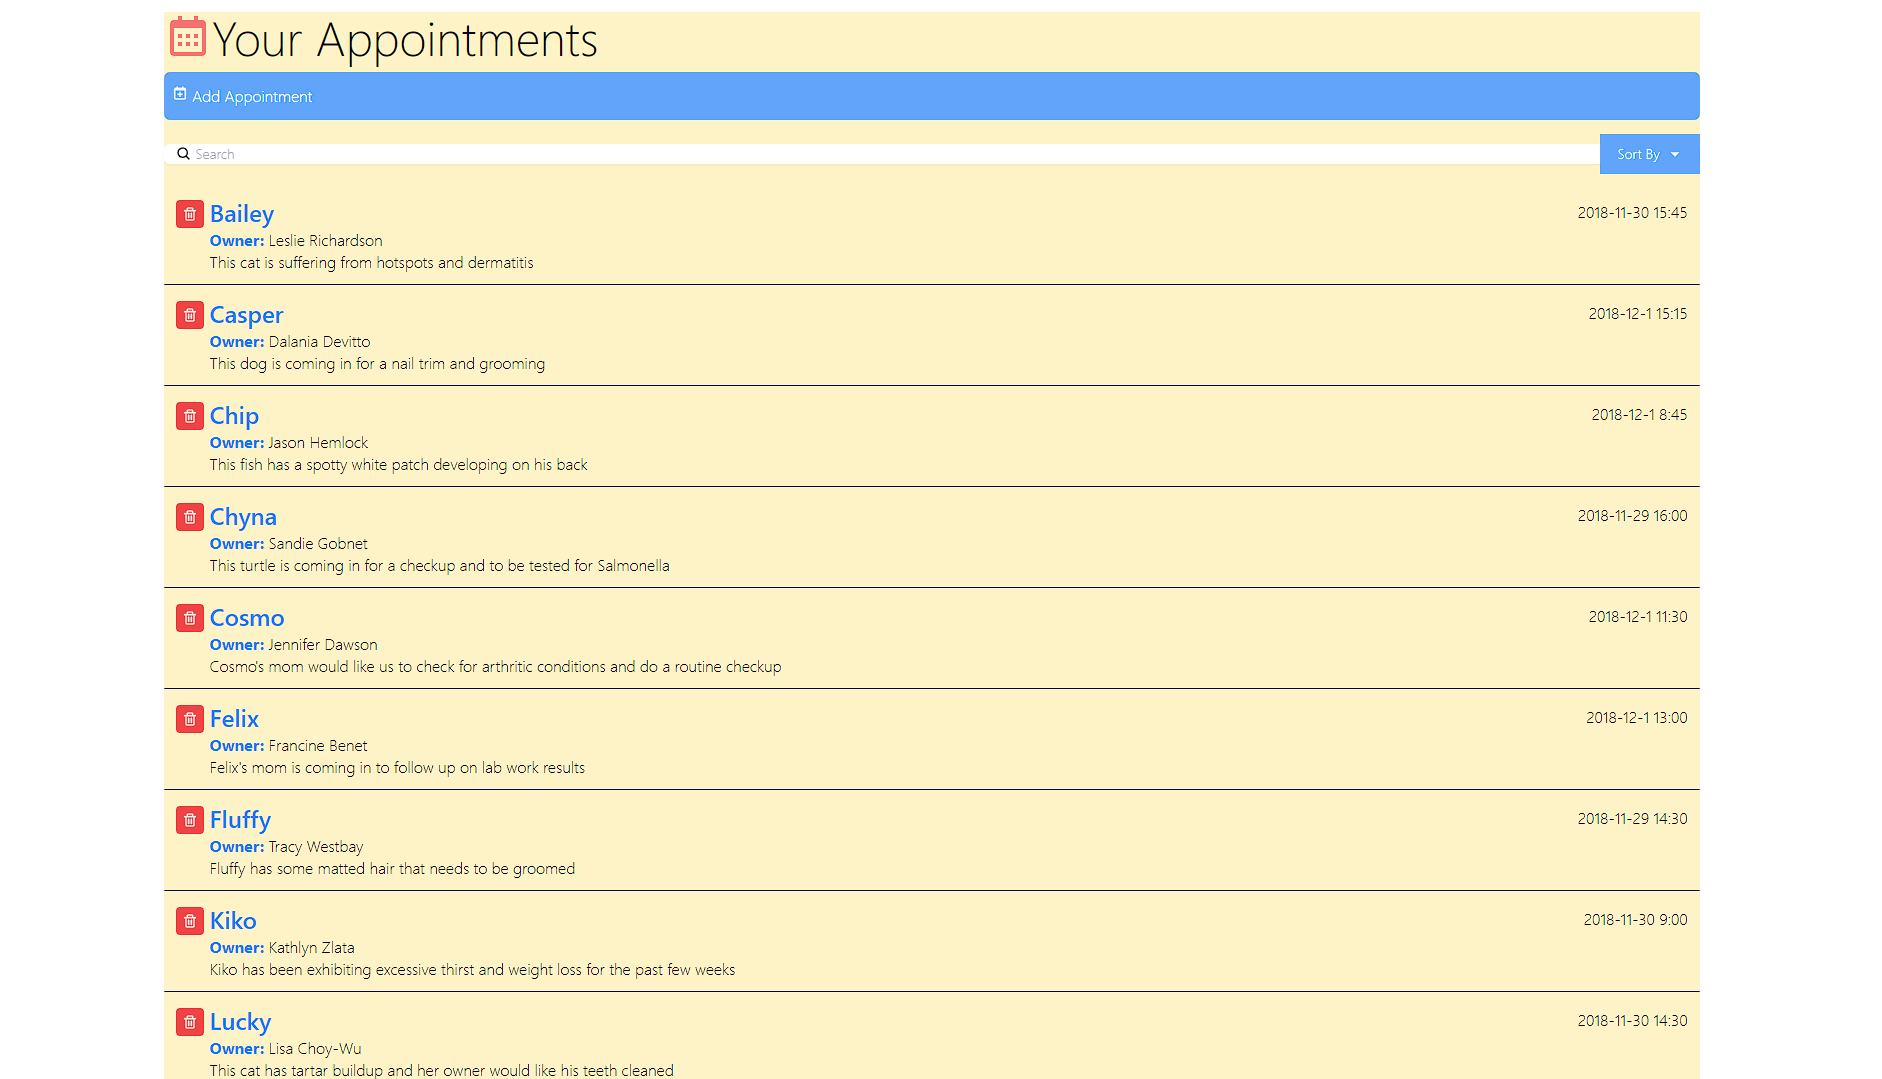 Your Appointments
Add Appointment
Search
Sort By
Bailey
2018-11-30 15:45
Owner: Leslie Richardson
This cat is suffering from hotspots and dermatitis
Casper
2018-12-1 15:15
Owner: Dalania Devitto
This dog is coming in for a nail trim and grooming
Chip
2018-12-1 8:45
Owner: Jason Hemlock
This fish has a spotty white patch developing on his back
Chyna
2018-11-29 16:00
Owner: Sandie Gobnet
This turtle is coming in for a checkup and to be tested for Salmonella
Cosmo
2018-12-1 11:30
Owner: Jennifer Dawson
Cosmo's mom would like us to check for arthritic conditions and do a routine checkup
Felix
2018-12-1 13:00
Owner: Francine Benet
Felix's mom is coming in to follow up on lab work results
Fluffy
2018-11-29 14:30
Owner: Tracy Westbay
Fluffy has some matted hair that needs to be groomed
Kiko
2018-11-30 9:00
Owner: Kathlyn Zlata
Kiko has been exhibiting excessive thirst and weight loss for the past few weeks
Lucky
2018-11-30 14:30
Owner: Lisa Choy-Wu
This cat has tartar buildup and her owner would like his teeth cleaned